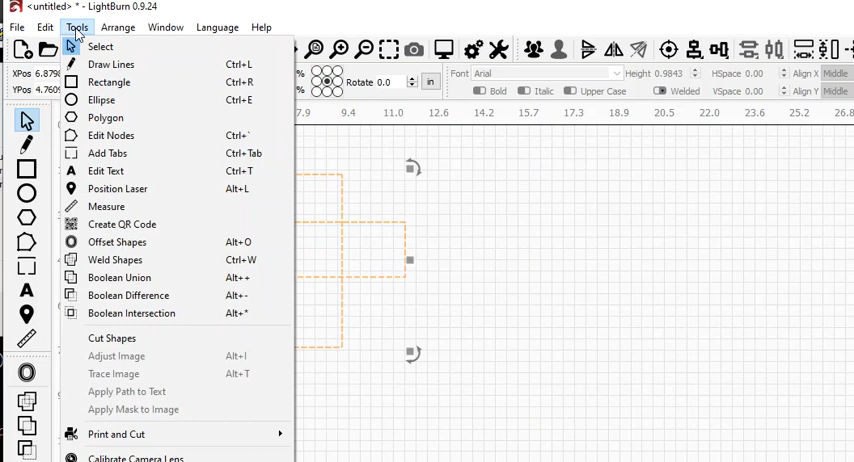 <untitled> * - LightBurn 0.9.24
File Edit Tools Arrange Window Language Help
XPos 6.879 % Rotate 0.0 in Font Arial Height 0.9843 HSpace 0.00 Align X Middle
YPos 4.760 % Bold Italic Upper Case Welded VSpace 0.00 Align Y Middle
7.9 9.4 11.0 12.6 14.2 15.7 17.3 18.9 20.5 22.0 23.6 25.2 26.8
Select
Draw Lines Ctrl+L
Rectangle Ctrl+R
Ellipse Ctrl+E
Polygon
Edit Nodes Ctrl+`
Add Tabs Ctrl+Tab
Edit Text Ctrl+T
Position Laser Alt+L
Measure
Create QR Code
Offset Shapes Alt+O
Weld Shapes Ctrl+W
Boolean Union Alt++
Boolean Difference Alt+-
Boolean Intersection Alt+*
Cut Shapes
Adjust Image Alt+I
Trace Image Alt+T
Apply Path to Text
Apply Mask to Image
Print and Cut
Calibrate Camera Lens